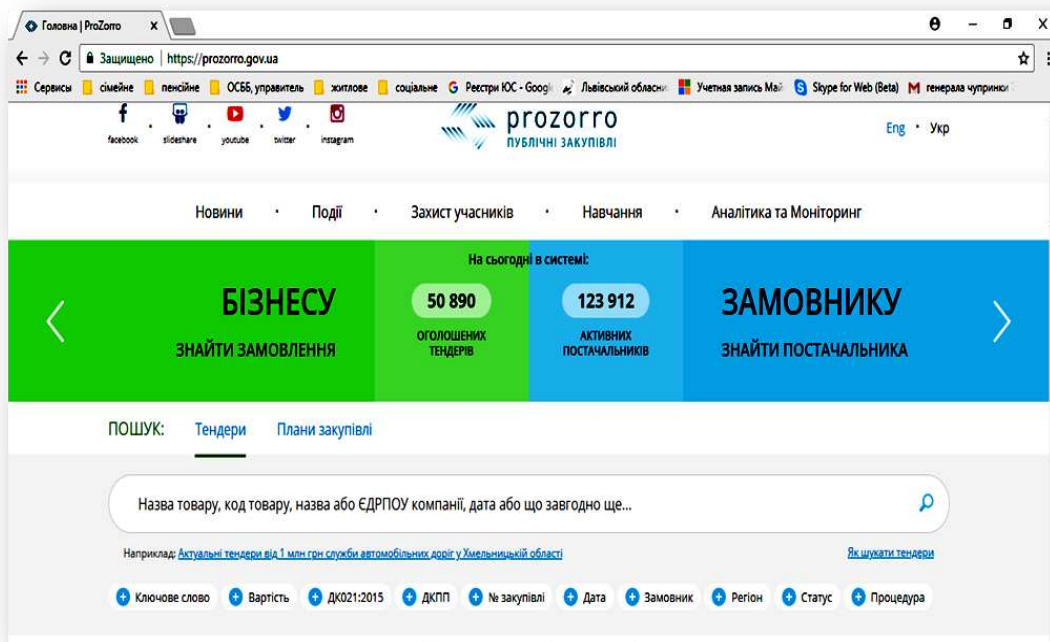 Головна | ProZorro
Защищено | https://prozorro.gov.ua
Сервисы сімейне пенсійне ОСББ, управитель житлове соціальне Реєстри ЮС - Googl Львівський обласни Учетная запись Май Skype for Web (Beta) генерала чупринки
facebook slideshare youtube twitter instagram
prozorro
ПУБЛІЧНІ ЗАКУПІВЛІ
Eng · Укр
Новини · Події · Захист учасників · Навчання · Аналітика та Моніторинг
На сьогодні в системі:
БІЗНЕСУ
ЗНАЙТИ ЗАМОВЛЕННЯ
50 890
ОГОЛОШЕНИХ
ТЕНДЕРІВ
123 912
АКТИВНИХ
ПОСТАЧАЛЬНИКІВ
ЗАМОВНИКУ
ЗНАЙТИ ПОСТАЧАЛЬНИКА
ПОШУК: Тендери Плани закупівлі
Назва товару, код товару, назва або ЄДРПОУ компанії, дата або що завгодно ще...
Наприклад: Актуальні тендери від 1 млн грн служби автомобільних доріг у Хмельницькій області
Як шукати тендери
Ключове слово Вартість ДК021:2015 ДКПП № закупівлі Дата Замовник Регіон Статус Процедура